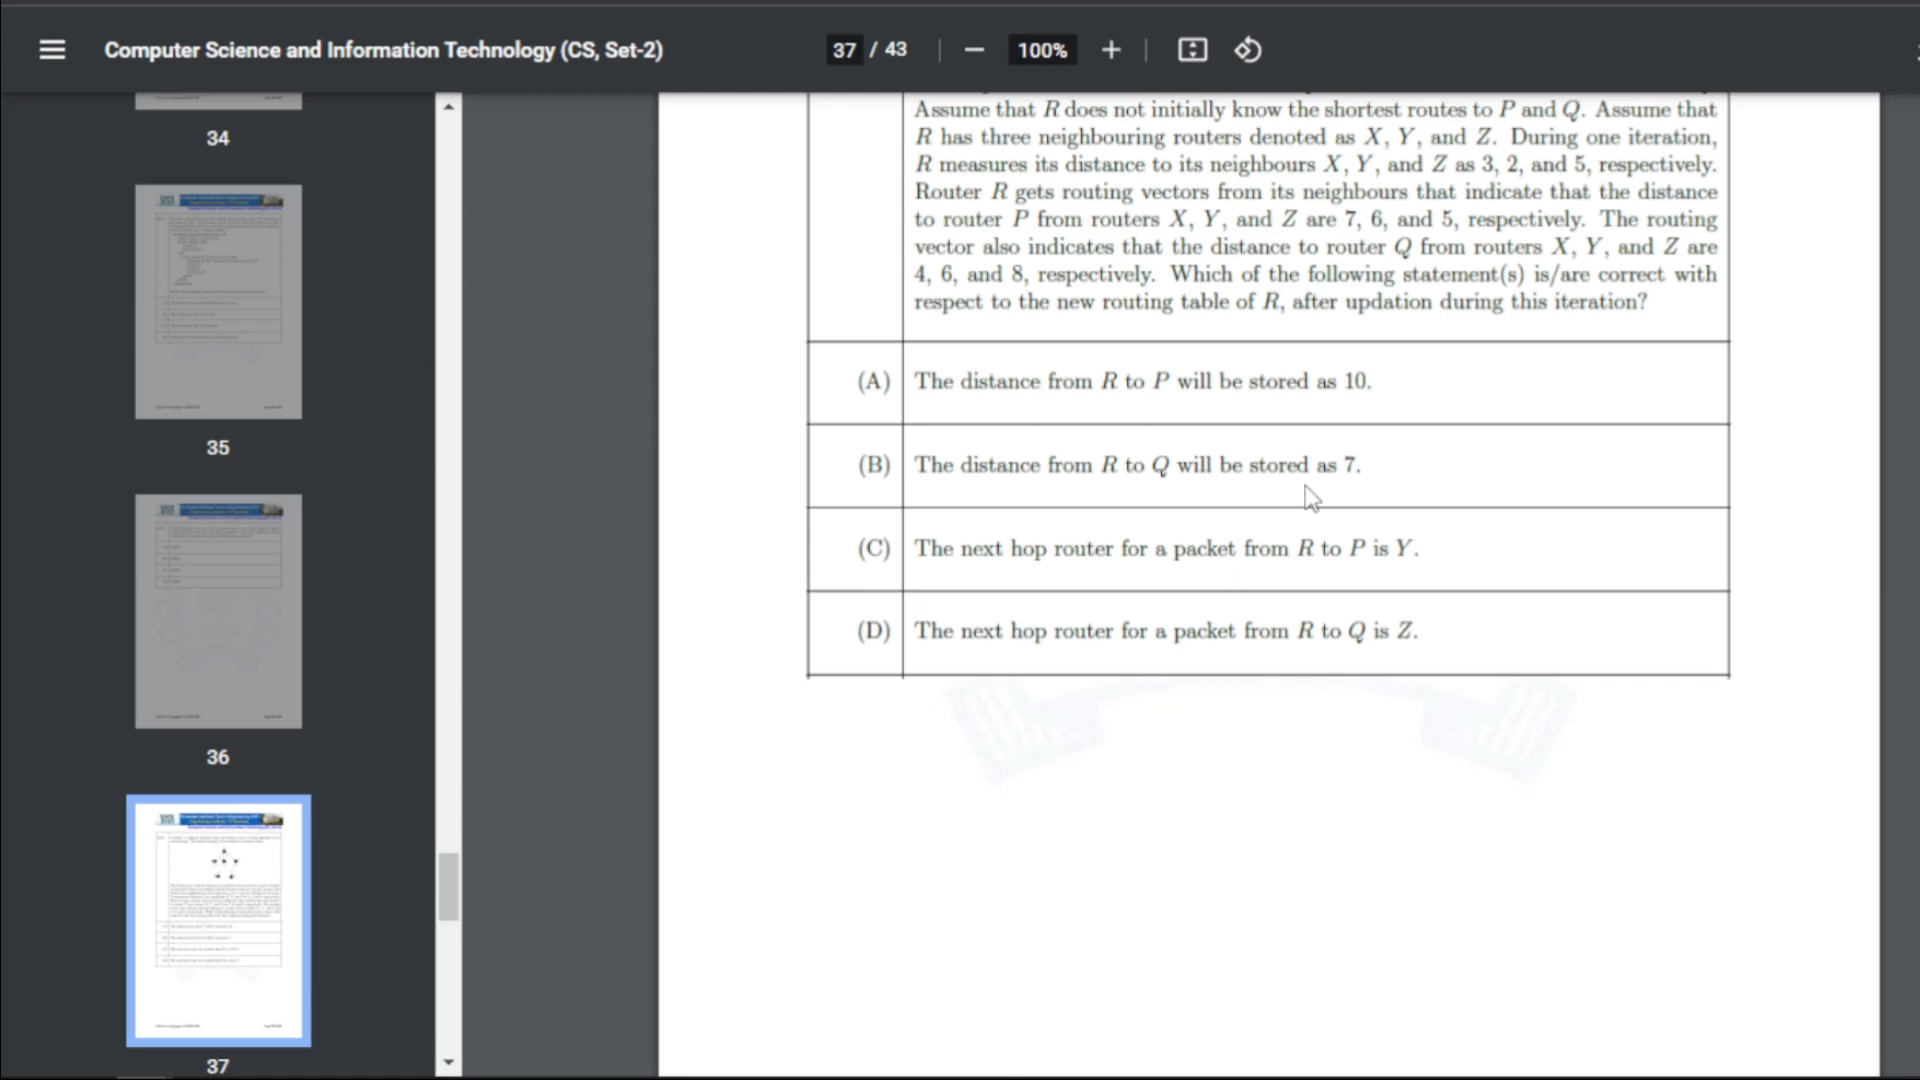 Computer Science and Information Technology (CS, Set-2)
37 / 43
100%
34
35
36
37
Assume that R does not initially know the shortest routes to P and Q. Assume that
R has three neighbouring routers denoted as X, Y, and Z. During one iteration,
R measures its distance to its neighbours X, Y, and Z as 3, 2, and 5, respectively.
Router R gets routing vectors from its neighbours that indicate that the distance
to router P from routers X, Y, and Z are 7, 6, and 5, respectively. The routing
vector also indicates that the distance to router Q from routers X, Y, and Z are
4, 6, and 8, respectively. Which of the following statement(s) is/are correct with
respect to the new routing table of R, after updation during this iteration?
(A) The distance from R to P will be stored as 10.
(B) The distance from R to Q will be stored as 7.
(C) The next hop router for a packet from R to P is Y.
(D) The next hop router for a packet from R to Q is Z.